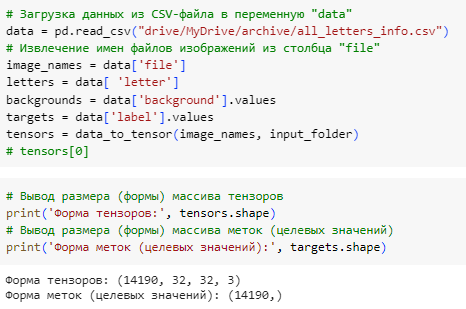 # Загрузка данных из CSV-файла в переменную "data"
data = pd.read_csv("drive/MyDrive/archive/all_letters_info.csv")
# Извлечение имен файлов изображений из столбца "file"
image_names = data['file']
letters = data[ 'letter']
backgrounds = data['background'].values
targets = data['label'].values
tensors = data_to_tensor(image_names, input_folder)
# tensors[0]
# Вывод размера (формы) массива тензоров
print('Форма тензоров:', tensors.shape)
# Вывод размера (формы) массива меток (целевых значений)
print('Форма меток (целевых значений):', targets.shape)
Форма тензоров: (14190, 32, 32, 3)
Форма меток (целевых значений): (14190,)